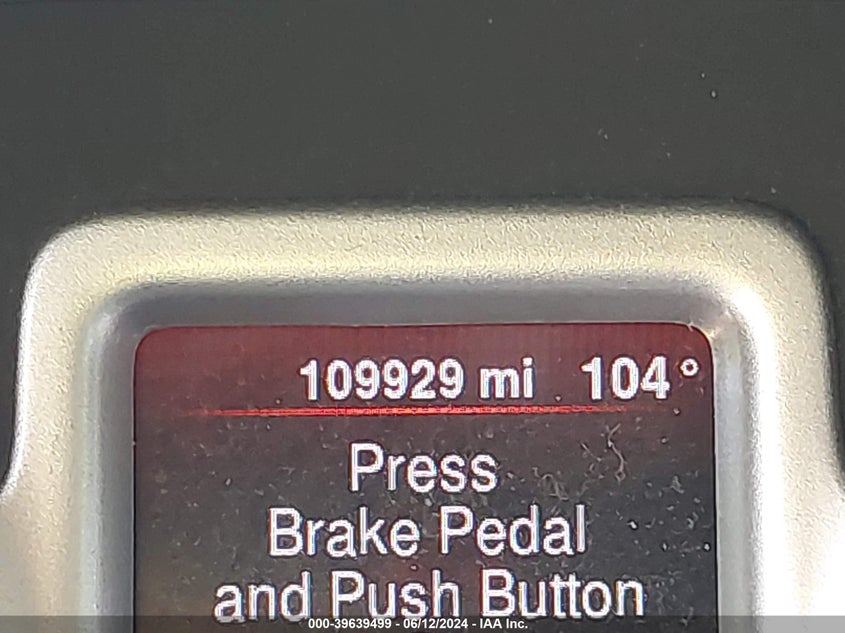 109929 mi 104°
Press
Brake Pedal
and Push Button
000-39639499 - 06/12/2024 - IAA Inc.